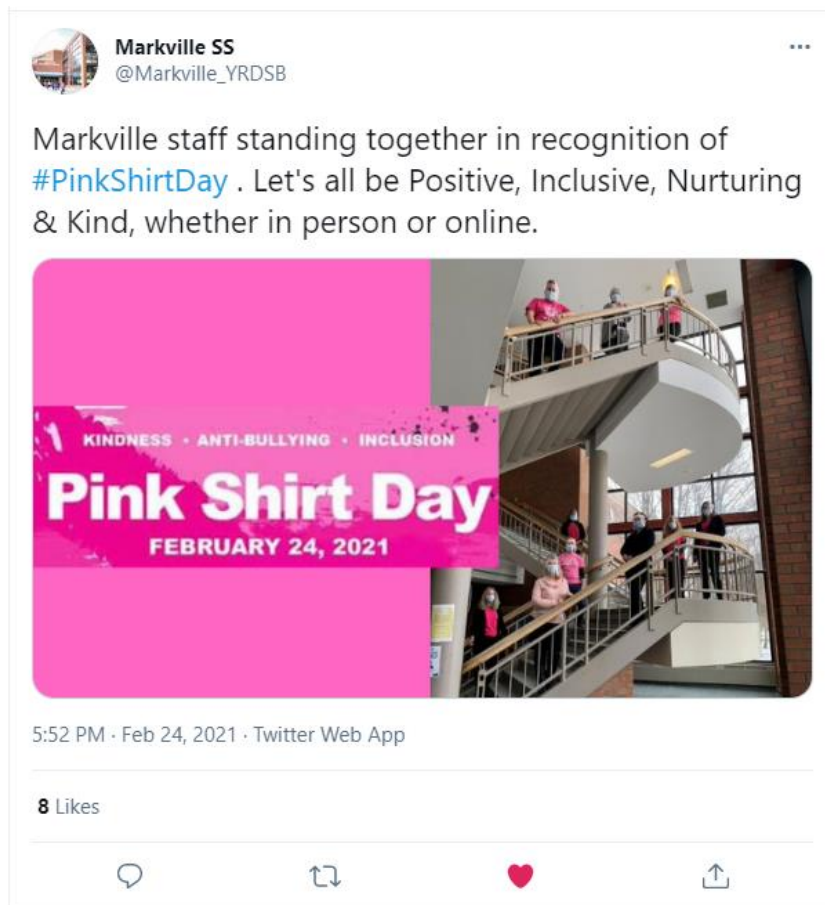 Markville SS
@Markville_YRDSB
Markville staff standing together in recognition of
#PinkShirtDay . Let's all be Positive, Inclusive, Nurturing
& Kind, whether in person or online.
KINDNESS • ANTI-BULLYING • INCLUSION
Pink Shirt Day
FEBRUARY 24, 2021
5:52 PM · Feb 24, 2021 · Twitter Web App
8 Likes